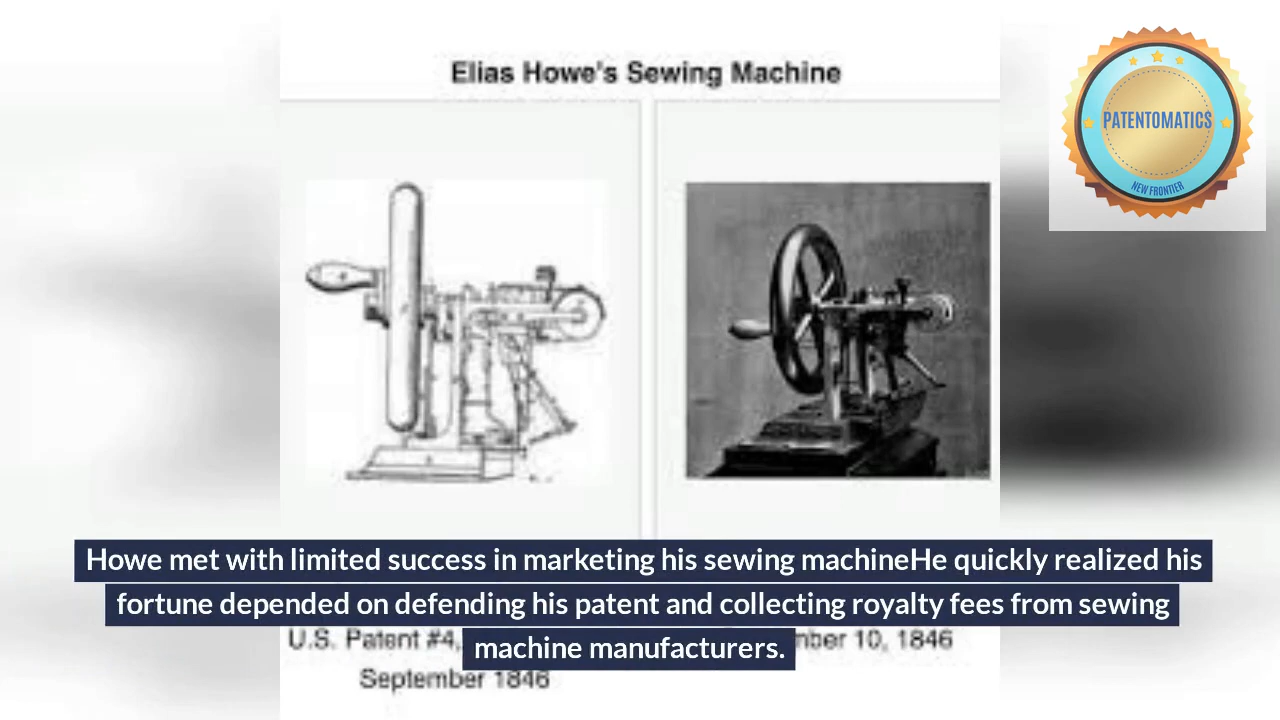 Elias Howe's Sewing Machine
PATENTOMATICS
NEW FRONTIER
Howe met with limited success in marketing his sewing machineHe quickly realized his
fortune depended on defending his patent and collecting royalty fees from sewing
machine manufacturers.
U.S. Patent #4, nber 10, 1846
September 1846